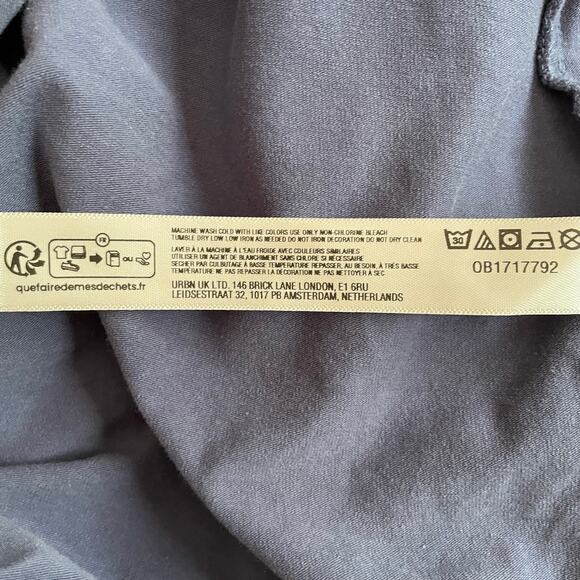 FR
OU
quefairedemesdechets.fr
MACHINE WASH COLD WITH LIKE COLORS USE ONLY NON-CHLORINE BLEACH
TUMBLE DRY LOW LOW IRON AS NEEDED DO NOT IRON DECORATION DO NOT DRY CLEAN
LAVER À LA MACHINE À L'EAU FROIDE AVEC COULEURS SIMILAIRES
UTILISER UN AGENT DE BLANCHIMENT SANS CHLORE SI NÉCESSAIRE
SÉCHER PAR CULBUTAGE À BASSE TEMPÉRATURE REPASSER, AU BESOIN, À TRÈS BASSE
TEMPÉRATURE NE PAS REPASSER LA DÉCORATION NE PAS NETTOYER À SEC
URBN UK LTD. 146 BRICK LANE LONDON, E1 6RU
LEIDSESTRAAT 32, 1017 PB AMSTERDAM, NETHERLANDS
30
OB1717792